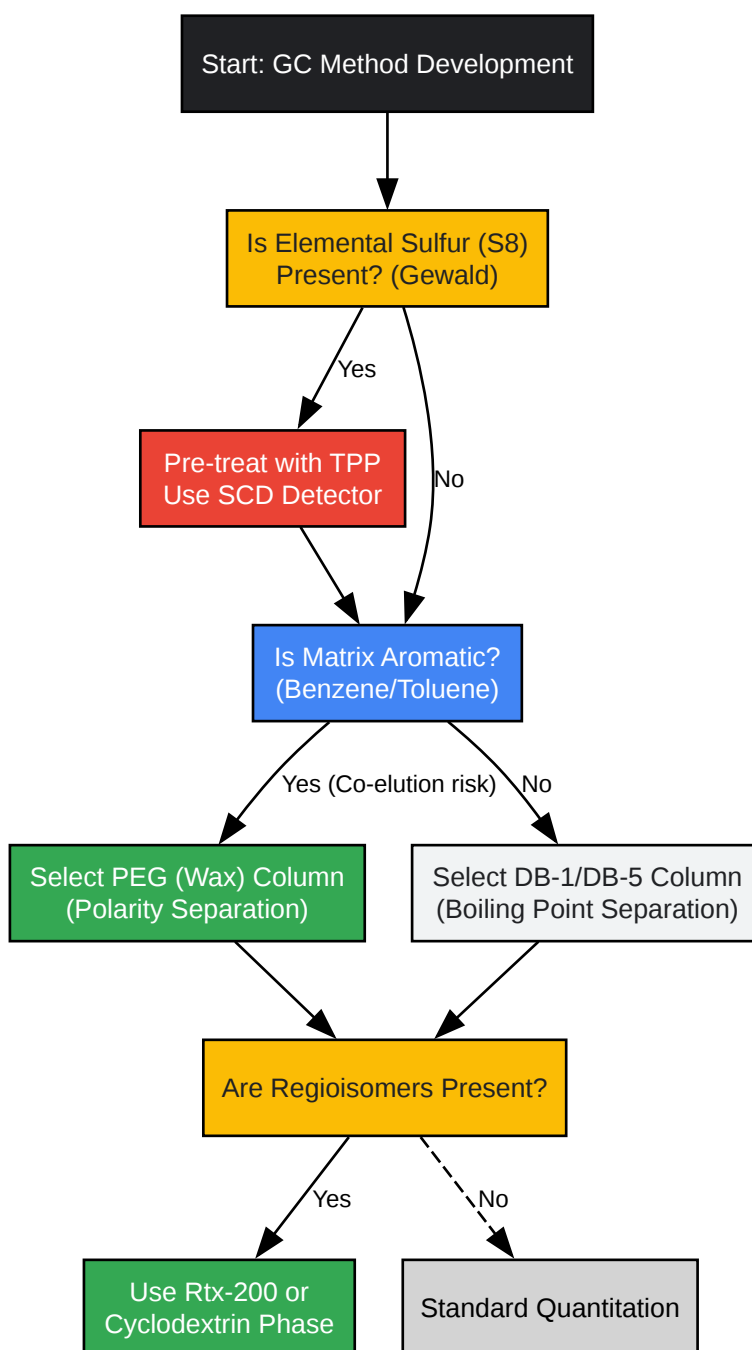 Start: GC Method Development
Is Elemental Sulfur (S8)
Present? (Gewald)
Yes
Pre-treat with TPP
Use SCD Detector
No
Is Matrix Aromatic?
(Benzene/Toluene)
Yes (Co-elution risk)
No
Select PEG (Wax) Column
(Polarity Separation)
Select DB-1/DB-5 Column
(Boiling Point Separation)
Are Regioisomers Present?
Yes
No
Use Rtx-200 or
Cyclodextrin Phase
Standard Quantitation